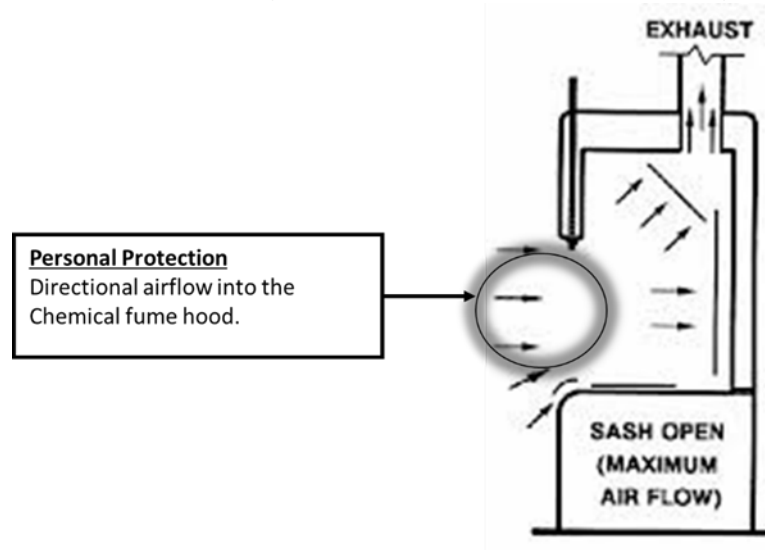 EXHAUST
Personal Protection
Directional airflow into the
Chemical fume hood.
SASH OPEN
(MAXIMUM
AIR FLOW)